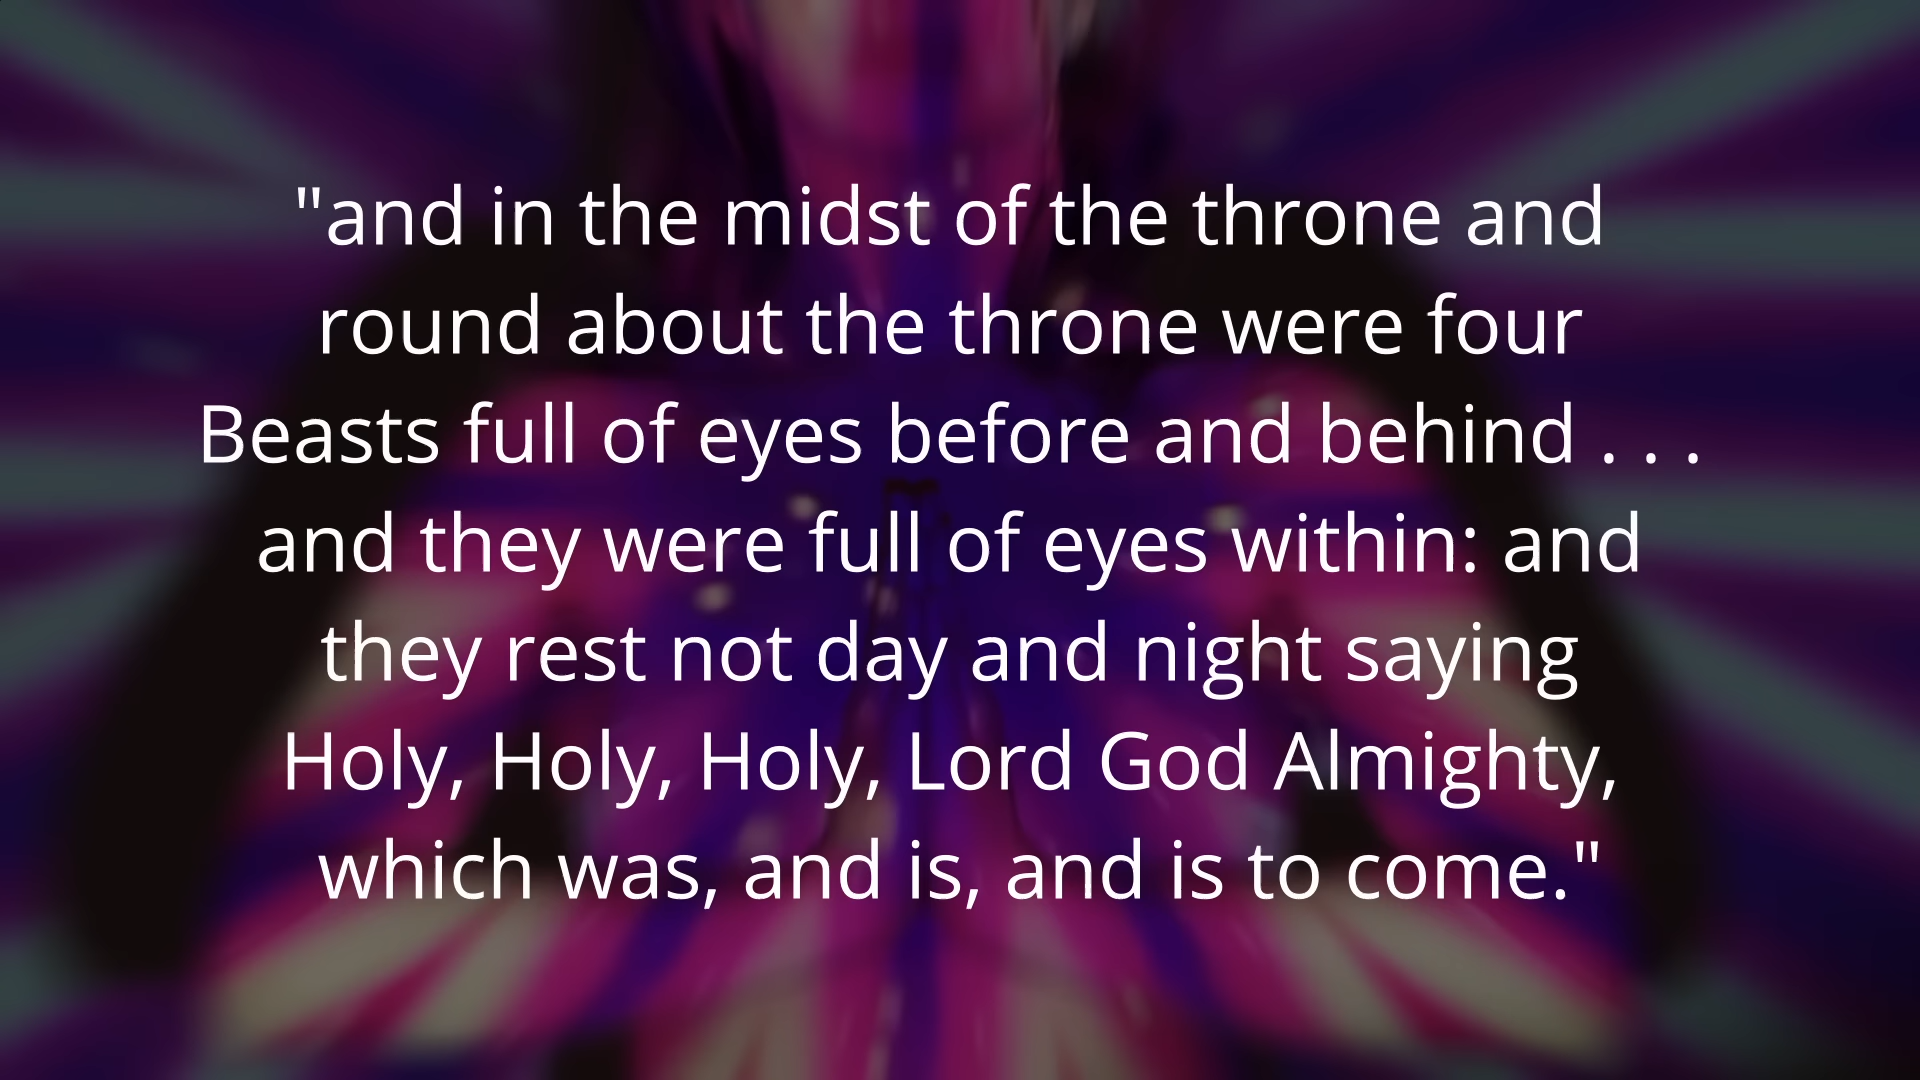 "and in the midst of the throne and
round about the throne were four
Beasts full of eyes before and behind . . .
and they were full of eyes within: and
they rest not day and night saying
Holy, Holy, Holy, Lord God Almighty,
which was, and is, and is to come."